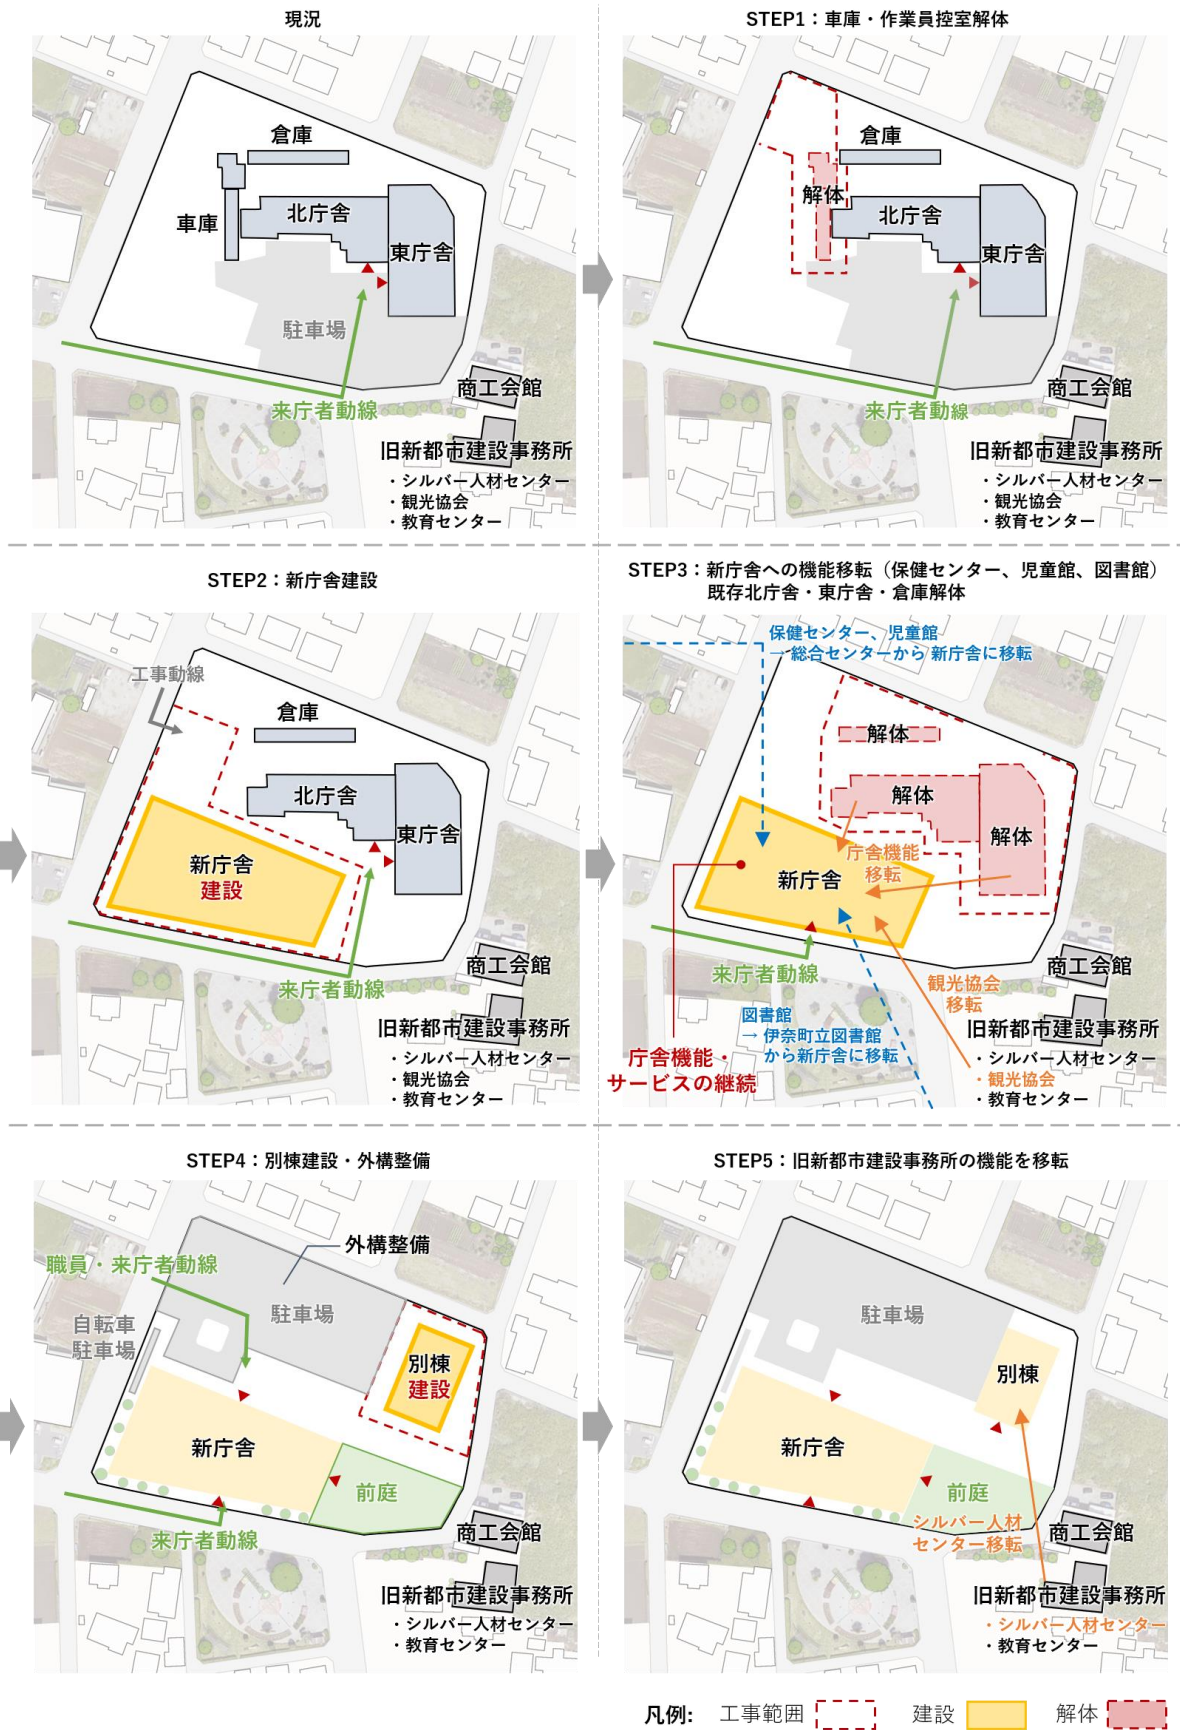 現況
倉庫
車庫
北庁舎
東庁舎
駐車場
来庁者動線
商工会館
旧新都市建設事務所
・シルバー人材センター
・観光協会
・教育センター
STEP1：車庫・作業員控室解体
倉庫
解体
北庁舎
東庁舎
来庁者動線
商工会館
旧新都市建設事務所
・シルバー人材センター
・観光協会
・教育センター
STEP2：新庁舎建設
工事動線
倉庫
北庁舎
東庁舎
新庁舎
建設
来庁者動線
商工会館
旧新都市建設事務所
・シルバー人材センター
・観光協会
・教育センター
STEP3：新庁舎への機能移転（保健センター、児童館、図書館）
既存北庁舎・東庁舎・倉庫解体
保健センター、児童館
→ 総合センターから 新庁舎に移転
解体
解体
解体
庁舎機能
移転
新庁舎
来庁者動線
観光協会
移転
図書館
→ 伊奈町立図書館
から新庁舎に移転
庁舎機能・
サービスの継続
商工会館
旧新都市建設事務所
・シルバー人材センター
・観光協会
・教育センター
STEP4：別棟建設・外構整備
外構整備
職員・来庁者動線
駐車場
自転車
駐車場
別棟
建設
新庁舎
前庭
来庁者動線
商工会館
旧新都市建設事務所
・シルバー人材センター
・教育センター
STEP5：旧新都市建設事務所の機能を移転
駐車場
別棟
新庁舎
前庭
シルバー人材
センター移転
商工会館
旧新都市建設事務所
・シルバー人材センター
・教育センター
凡例: 工事範囲 建設 解体